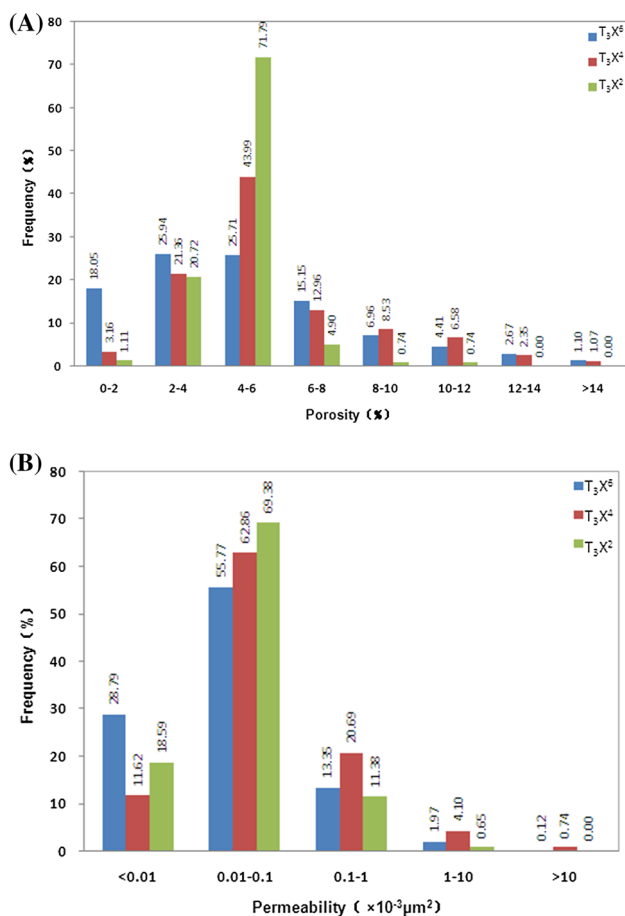 (A)
T₃X⁶
T₃X⁴
T₃X²
Frequency (%)
80
70
60
50
40
30
20
10
0
18.05 3.16 1.11
25.94 21.36 20.72
25.71 43.99 71.79
15.15 12.96 4.90
6.96 8.53 0.74
4.41 6.58 0.74
2.67 2.35 0.00
1.10 1.07 0.00
0-2 2-4 4-6 6-8 8-10 10-12 12-14 >14
Porosity (%)
(B)
T₃X⁶
T₃X⁴
T₃X²
Frequency (%)
80
70
60
50
40
30
20
10
0
28.79 11.62 18.59
55.77 62.86 69.38
13.35 20.69 11.38
1.97 4.10 0.65
0.12 0.74 0.00
<0.01 0.01-0.1 0.1-1 1-10 >10
Permeability ( ×10⁻³μm²)